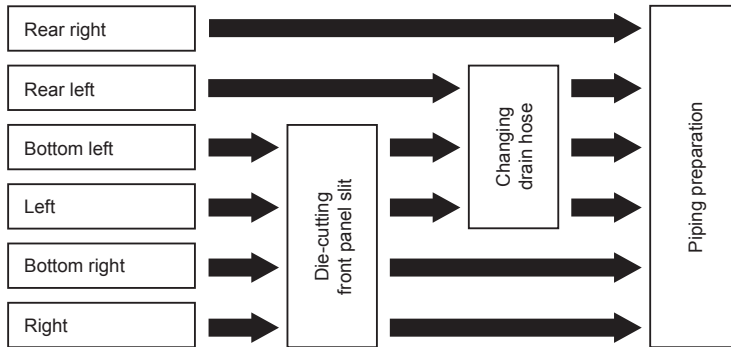 Rear right
Rear left
Bottom left
Left
Bottom right
Right
Die-cutting
front panel slit
Changing
drain hose
Piping preparation